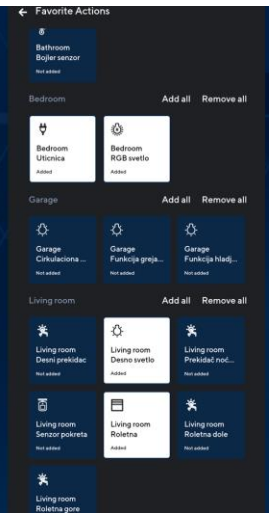 Favorite Actions
Bathroom
Bojler senzor
Not added
Bedroom Add all Remove all
Bedroom Bedroom
Uticnica RGB svetlo
Added Added
Garage Add all Remove all
Garage Garage Garage
Cirkulaciona ... Funkcija greja... Funkcija hladj...
Not added Not added Not added
Living room Add all Remove all
Living room Living room Living room
Desni prekidac Desno svetlo Prekidač noć...
Not added Added Not added
Living room Living room Living room
Senzor pokreta Roletna Roletna dole
Not added Added Not added
Living room
Roletna gore